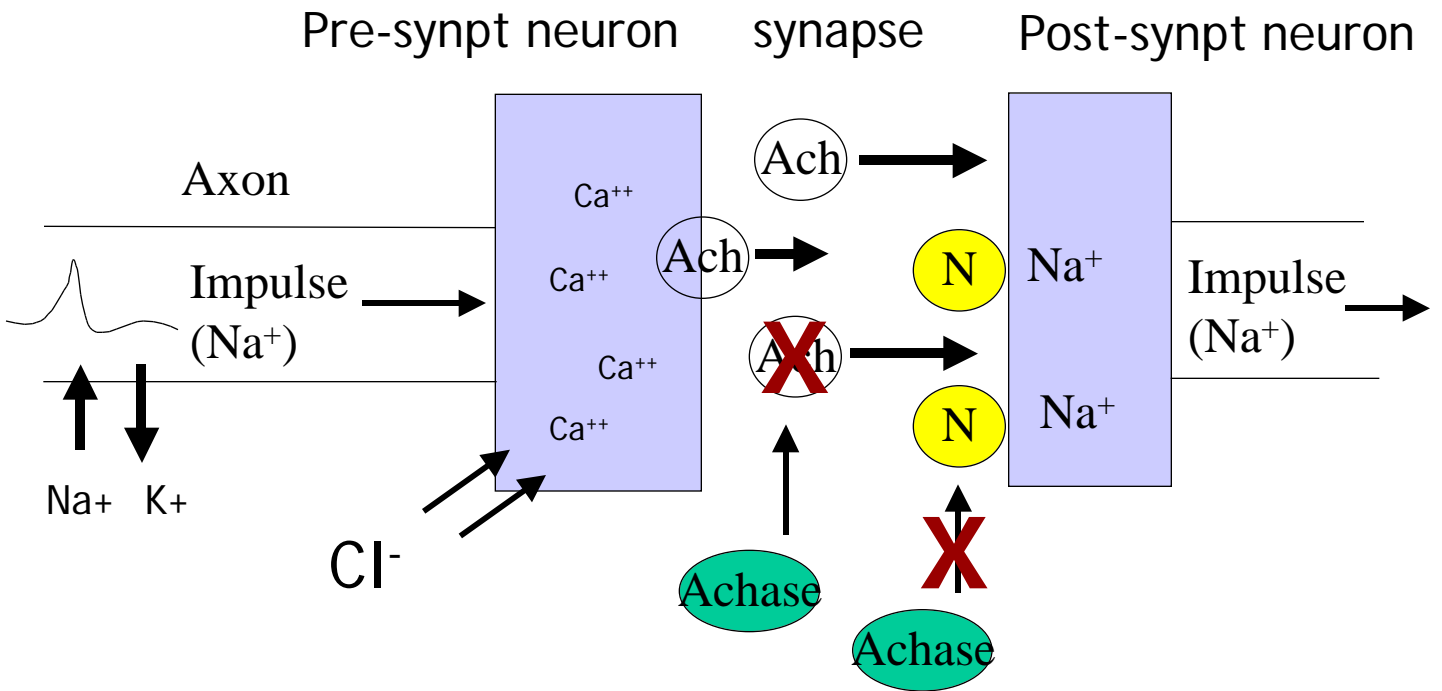 Pre-synpt neuron synapse Post-synpt neuron
Ach
Axon
Ca⁺⁺
Ach
N
Na⁺
Impulse
(Na⁺)
Ca⁺⁺
Impulse
(Na⁺)
Ach
Ca⁺⁺
X
N
Na⁺
Ca⁺⁺
Na+ K+
Cl⁻
X
Achase
Achase